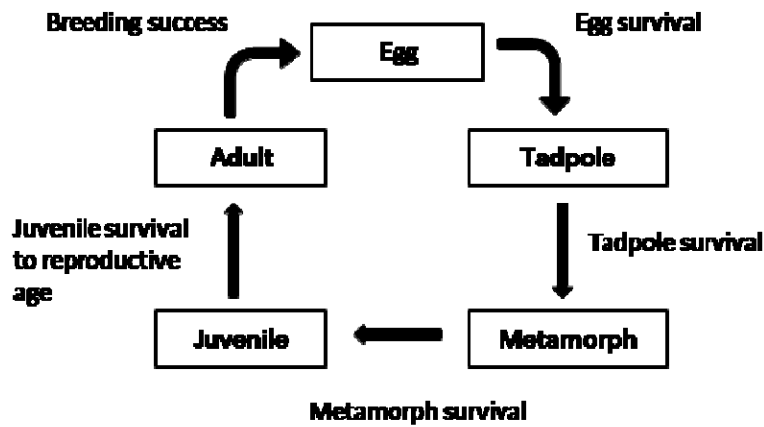 Breeding success
Egg
Egg survival
Adult
Tadpole
Juvenile survival
to reproductive
age
Tadpole survival
Juvenile
Metamorph
Metamorph survival